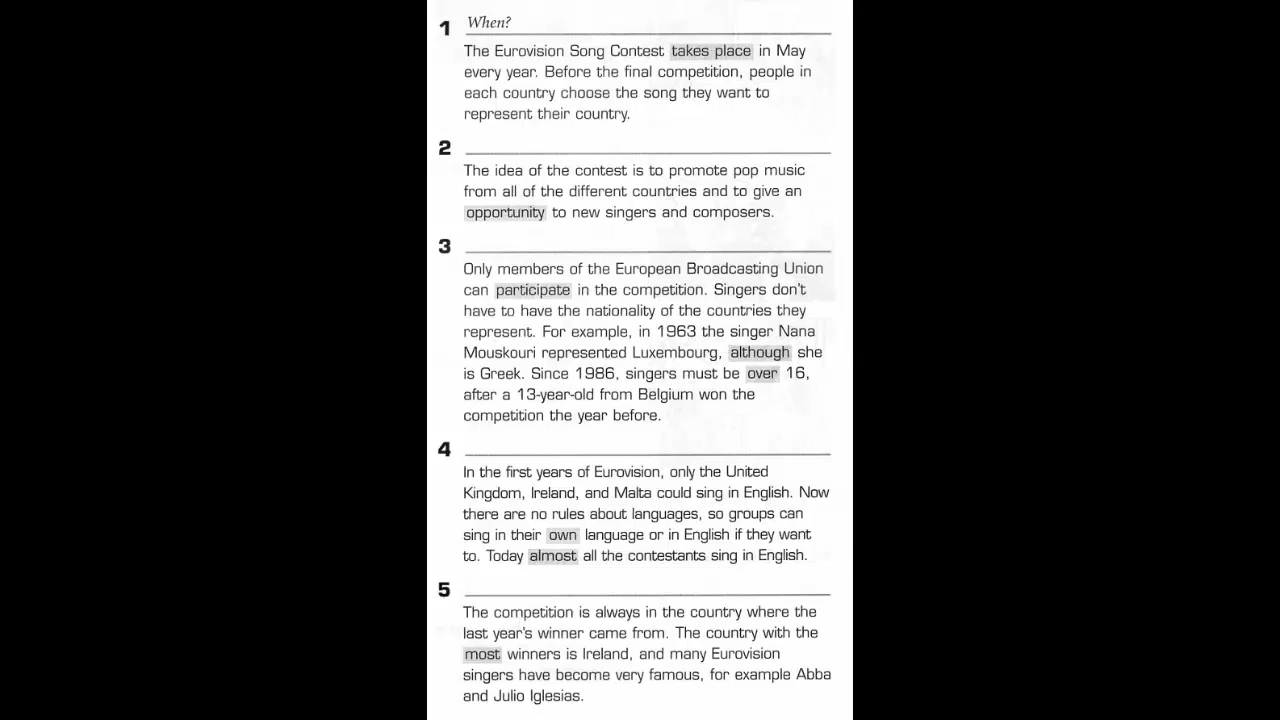 1 When?
The Eurovision Song Contest takes place in May
every year. Before the final competition, people in
each country choose the song they want to
represent their country.
2
The idea of the contest is to promote pop music
from all of the different countries and to give an
opportunity to new singers and composers.
3
Only members of the European Broadcasting Union
can participate in the competition. Singers don't
have to have the nationality of the countries they
represent. For example, in 1963 the singer Nana
Mouskouri represented Luxembourg, although she
is Greek. Since 1986, singers must be over 16,
after a 13-year-old from Belgium won the
competition the year before.
4
In the first years of Eurovision, only the United
Kingdom, Ireland, and Malta could sing in English. Now
there are no rules about languages, so groups can
sing in their own language or in English if they want
to. Today almost all the contestants sing in English.
5
The competition is always in the country where the
last year's winner came from. The country with the
most winners is Ireland, and many Eurovision
singers have become very famous, for example Abba
and Julio Iglesias.